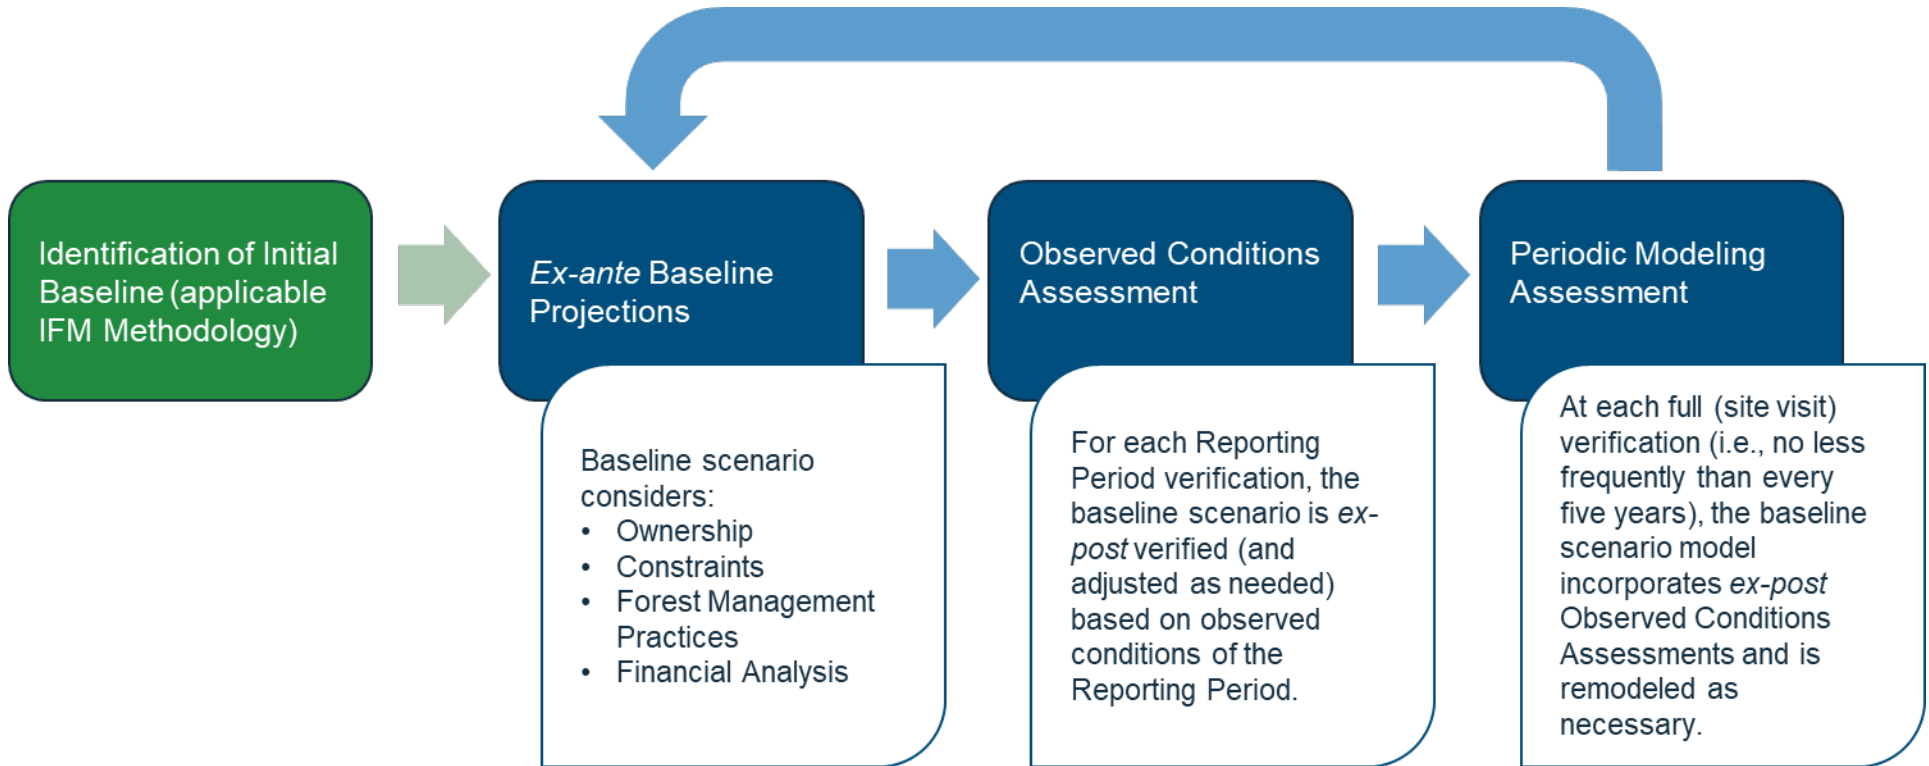 Identification of Initial
Baseline (applicable
IFM Methodology)
Ex-ante Baseline
Projections
Baseline scenario
considers:
• Ownership
• Constraints
• Forest Management
Practices
• Financial Analysis
Observed Conditions
Assessment
For each Reporting
Period verification, the
baseline scenario is ex-
post verified (and
adjusted as needed)
based on observed
conditions of the
Reporting Period.
Periodic Modeling
Assessment
At each full (site visit)
verification (i.e., no less
frequently than every
five years), the baseline
scenario model
incorporates ex-post
Observed Conditions
Assessments and is
remodeled as
necessary.